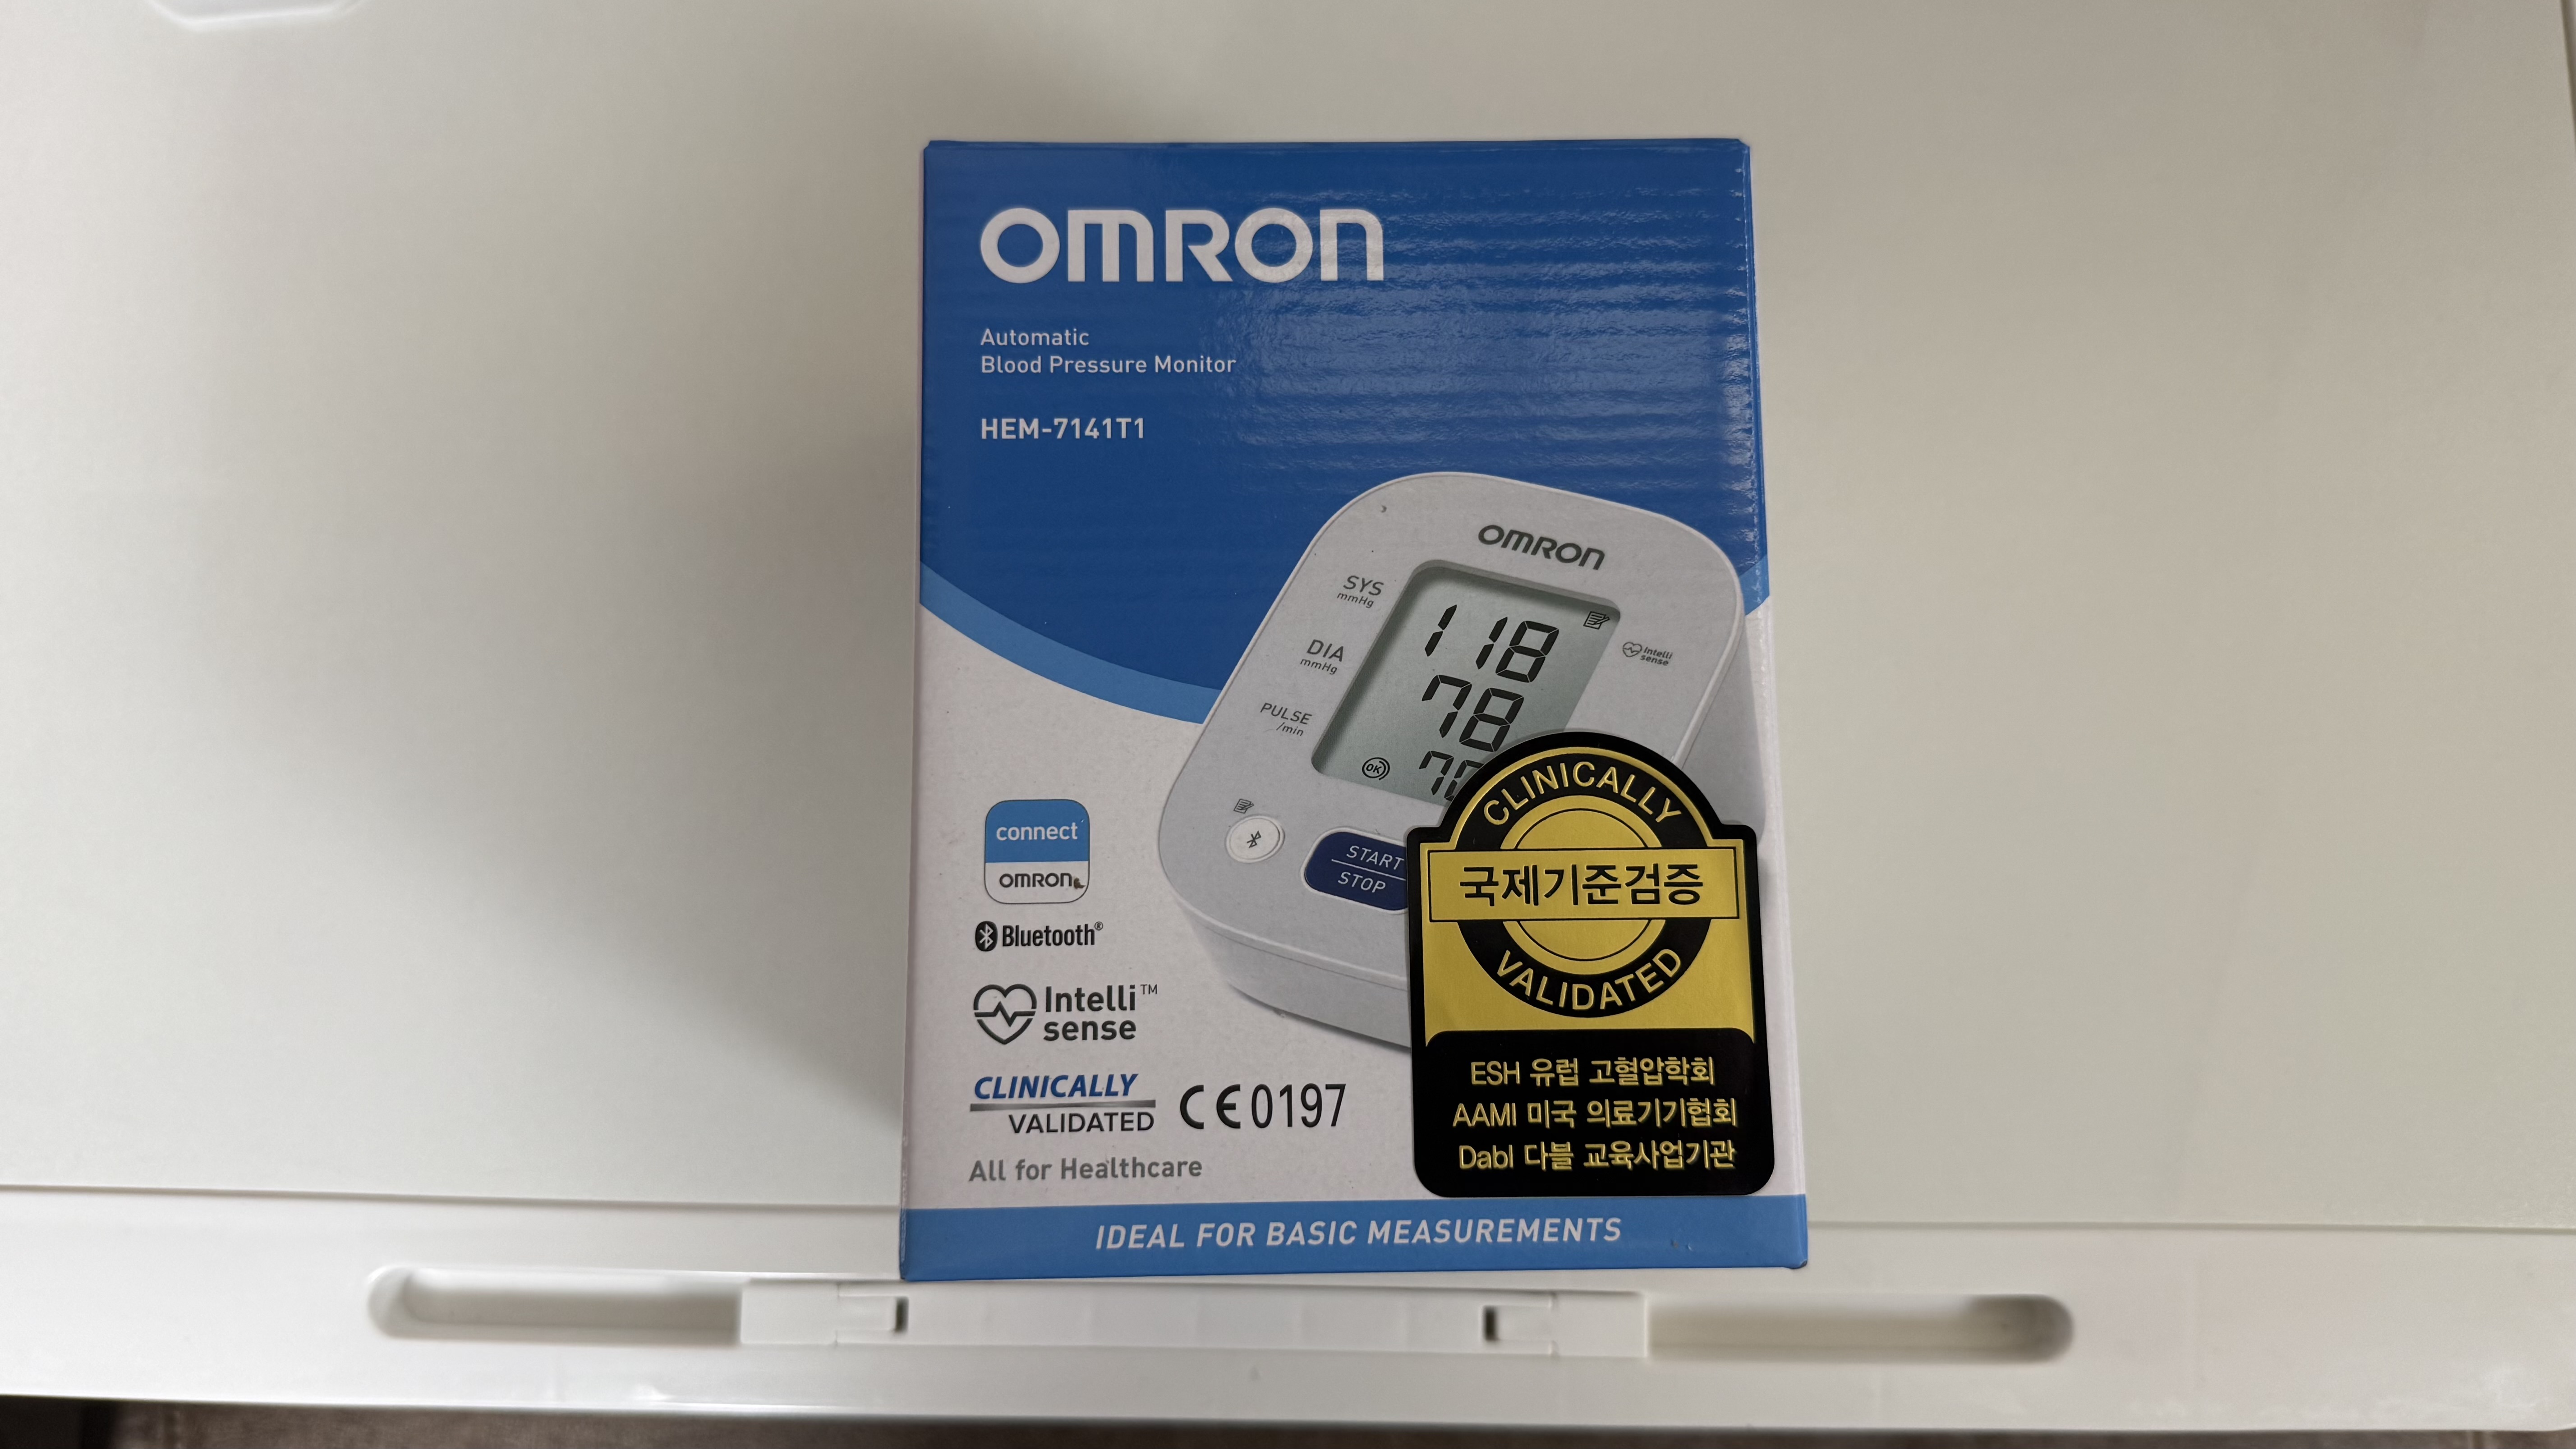 OMRON
Automatic
Blood Pressure Monitor
HEM-7141T1
OMRON
SYS
mmHg
118
Intelli
sense
DIA
mmHg
78
PULSE
/min
OK
START
STOP
connect
OMRON
Bluetooth®
Intelli™
sense
CLINICALLY
VALIDATED
CE0197
All for Healthcare
CLINICALLY
국제기준검증
VALIDATED
ESH 유럽 고혈압학회
AAMI 미국 의료기기협회
Dabl 다블 교육사업기관
IDEAL FOR BASIC MEASUREMENTS